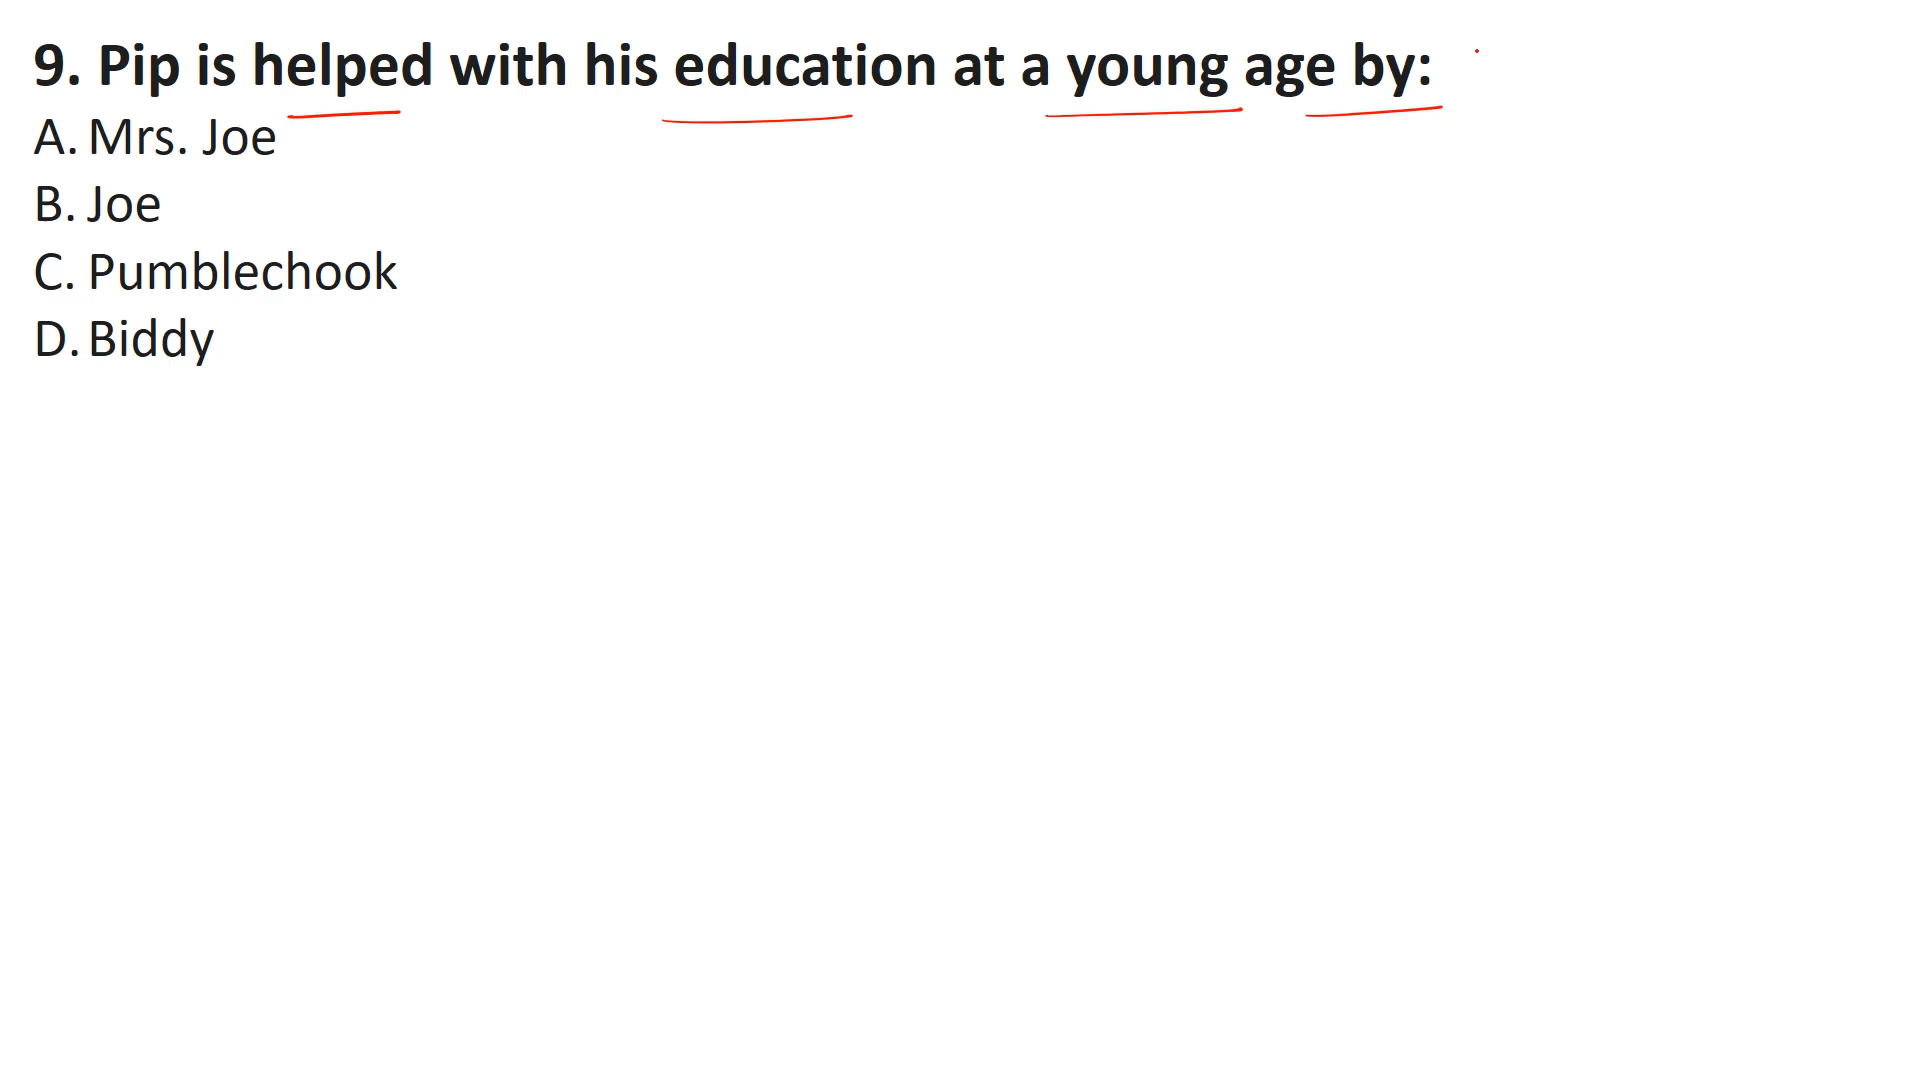 9. Pip is helped with his education at a young age by:
A. Mrs. Joe
B. Joe
C. Pumblechook
D. Biddy